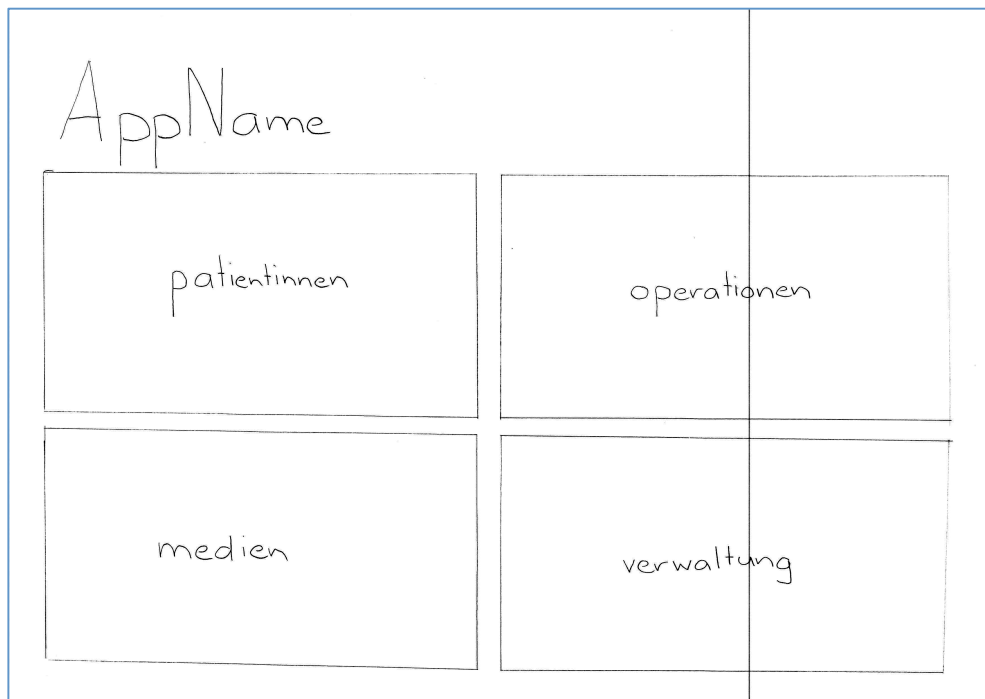 AppName
patientinnen
operationen
medien
verwaltung